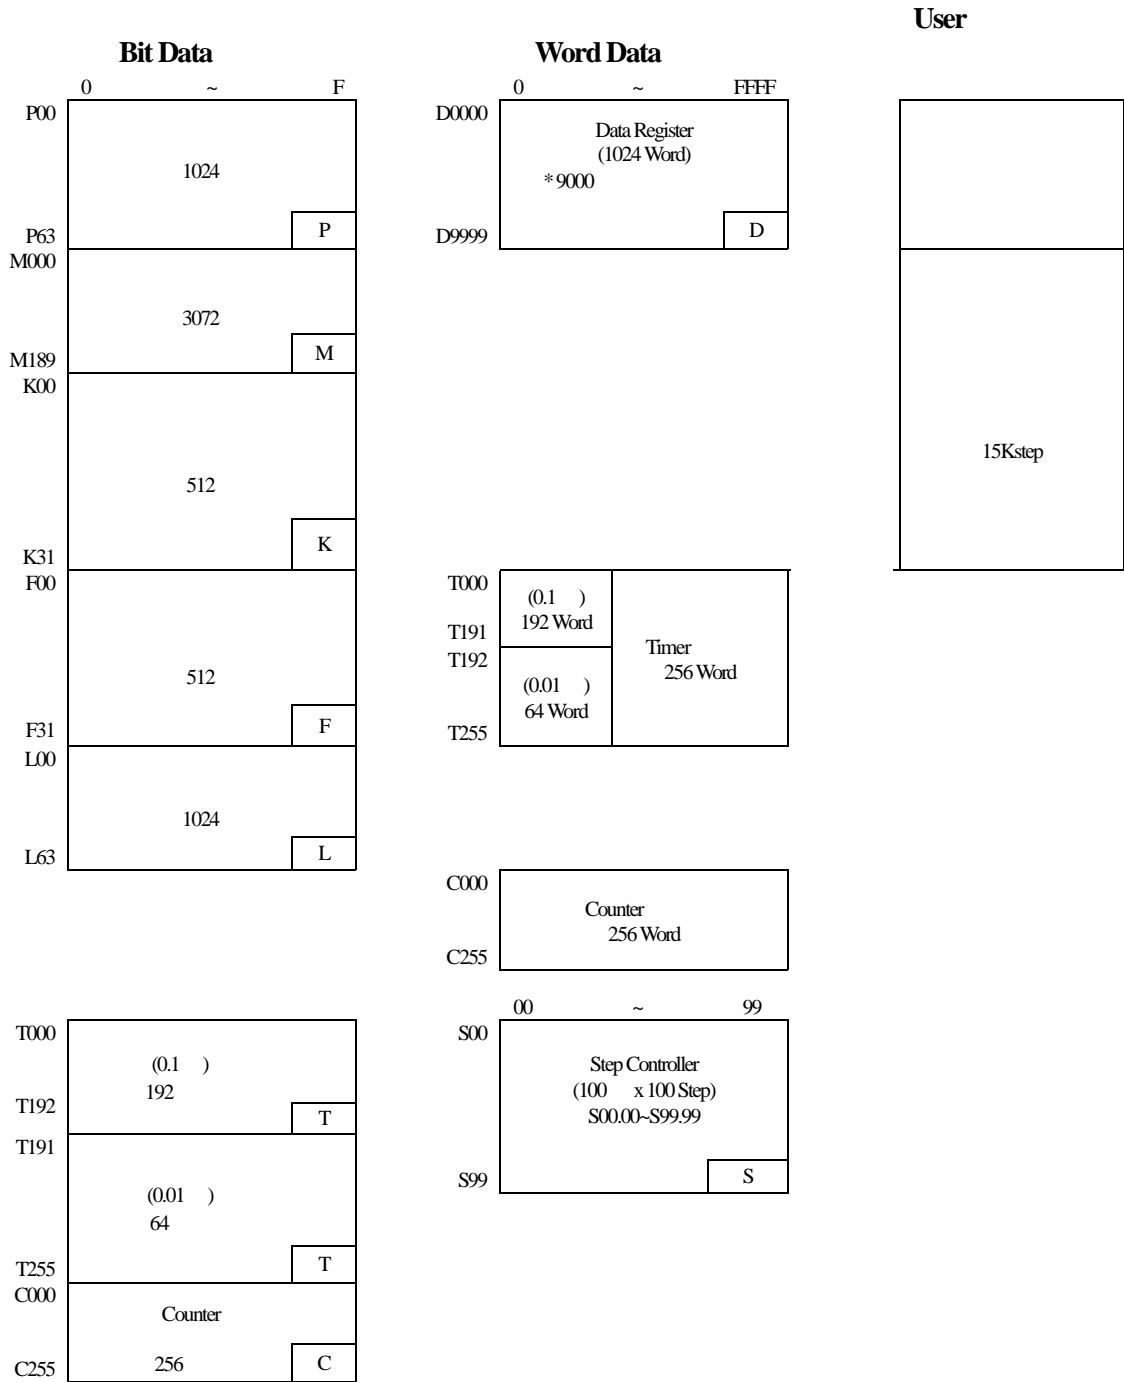 User
Bit Data
0 ~ F
P00
1024
P63
P
M000
3072
M189
M
K00
512
K31
K
F00
512
F31
F
L00
1024
L63
L
T000
(0.1 )
192
T192
T
T191
(0.01 )
64
T255
T
C000
Counter
256
C255
C
Word Data
0 ~ FFFF
D0000
Data Register
(1024 Word)
* 9000
D9999
D
T000
(0.1 )
192 Word
T191
T192
(0.01 )
64 Word
T255
Timer
256 Word
C000
Counter
256 Word
C255
00 ~ 99
S00
Step Controller
(100 x 100 Step)
S00.00~S99.99
S99
S
15Kstep